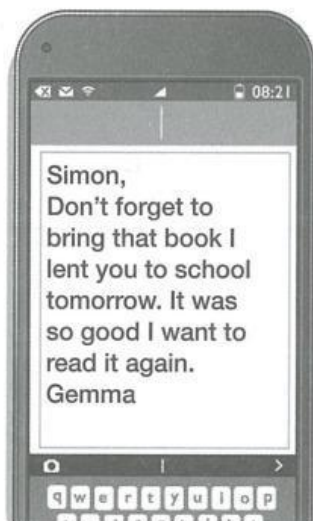 08:21
Simon,
Don't forget to
bring that book I
lent you to school
tomorrow. It was
so good I want to
read it again.
Gemma
q w e r t y u i o p